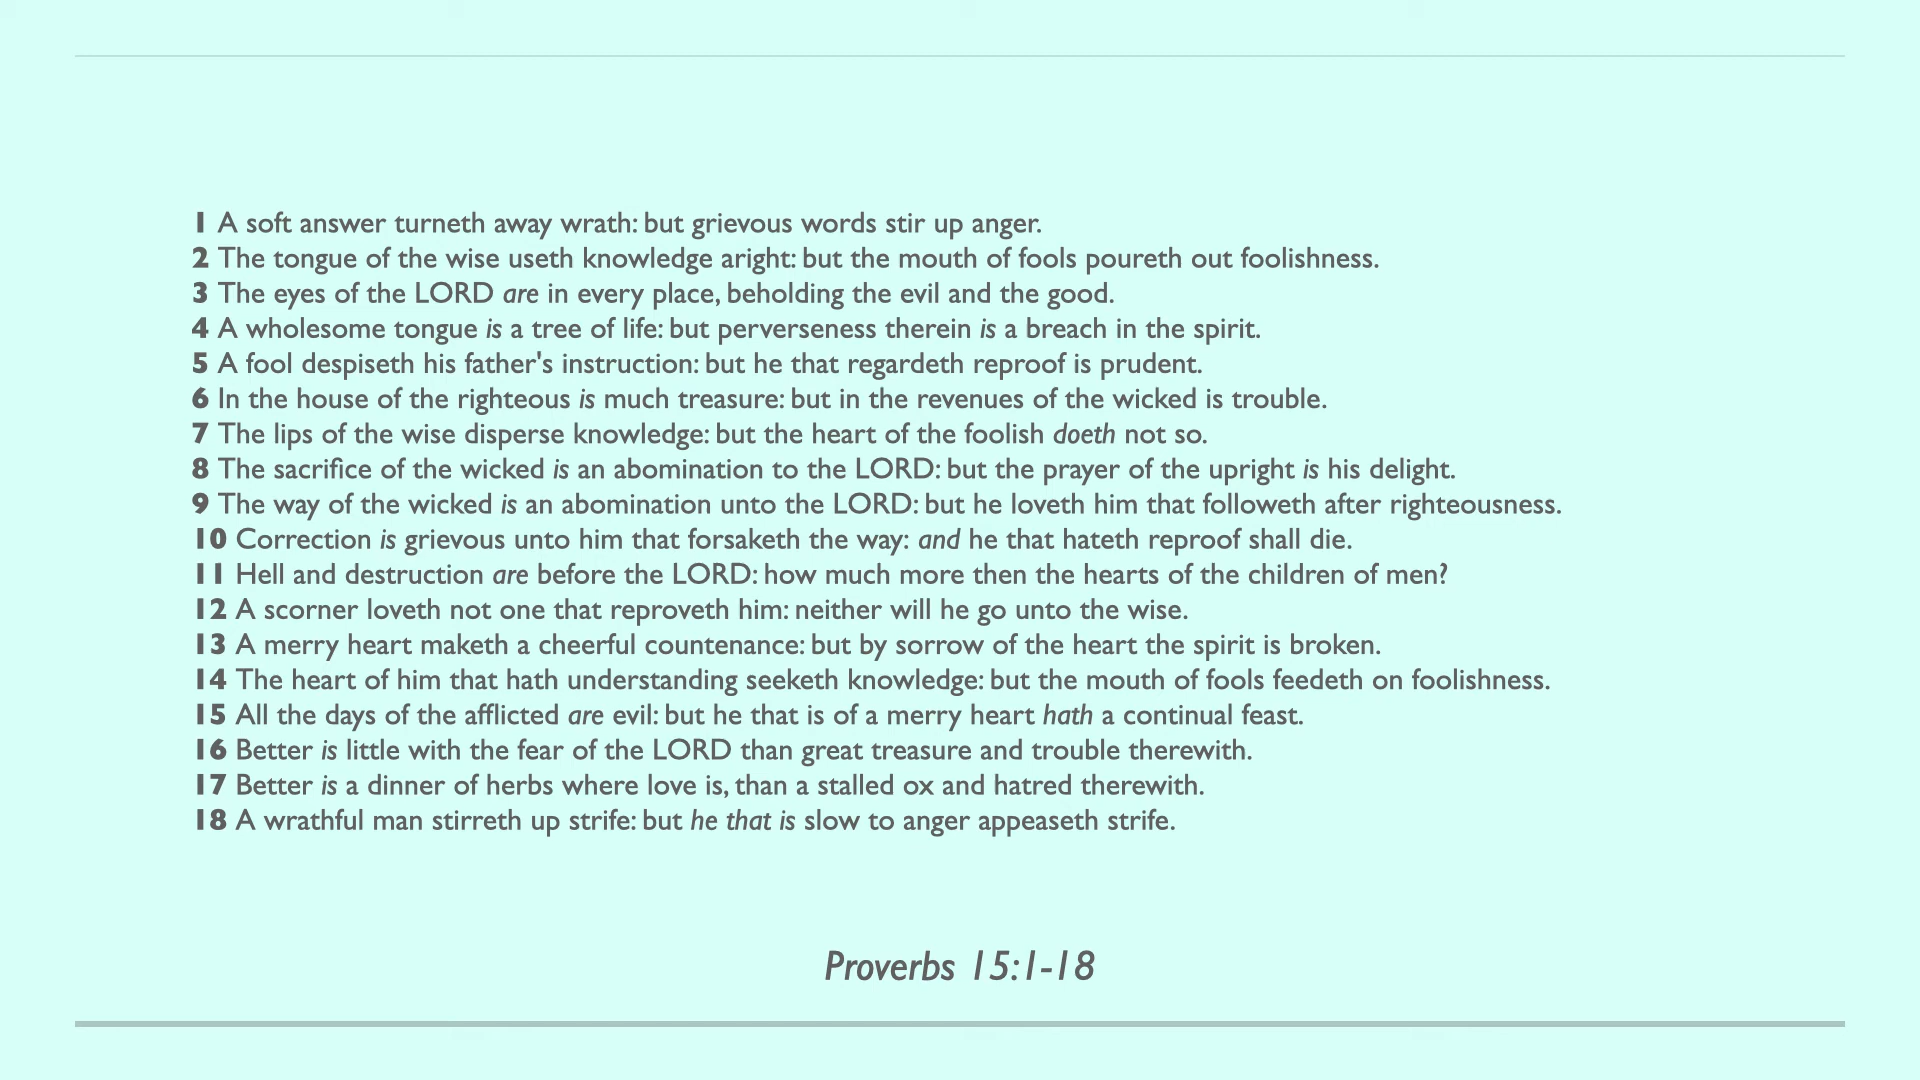 1 A soft answer turneth away wrath: but grievous words stir up anger.
2 The tongue of the wise useth knowledge aright: but the mouth of fools poureth out foolishness.
3 The eyes of the LORD are in every place, beholding the evil and the good.
4 A wholesome tongue is a tree of life: but perverseness therein is a breach in the spirit.
5 A fool despiseth his father's instruction: but he that regardeth reproof is prudent.
6 In the house of the righteous is much treasure: but in the revenues of the wicked is trouble.
7 The lips of the wise disperse knowledge: but the heart of the foolish doeth not so.
8 The sacrifice of the wicked is an abomination to the LORD: but the prayer of the upright is his delight.
9 The way of the wicked is an abomination unto the LORD: but he loveth him that followeth after righteousness.
10 Correction is grievous unto him that forsaketh the way: and he that hateth reproof shall die.
11 Hell and destruction are before the LORD: how much more then the hearts of the children of men?
12 A scorner loveth not one that reproveth him: neither will he go unto the wise.
13 A merry heart maketh a cheerful countenance: but by sorrow of the heart the spirit is broken.
14 The heart of him that hath understanding seeketh knowledge: but the mouth of fools feedeth on foolishness.
15 All the days of the afflicted are evil: but he that is of a merry heart hath a continual feast.
16 Better is little with the fear of the LORD than great treasure and trouble therewith.
17 Better is a dinner of herbs where love is, than a stalled ox and hatred therewith.
18 A wrathful man stirreth up strife: but he that is slow to anger appeaseth strife.
Proverbs 15:1-18